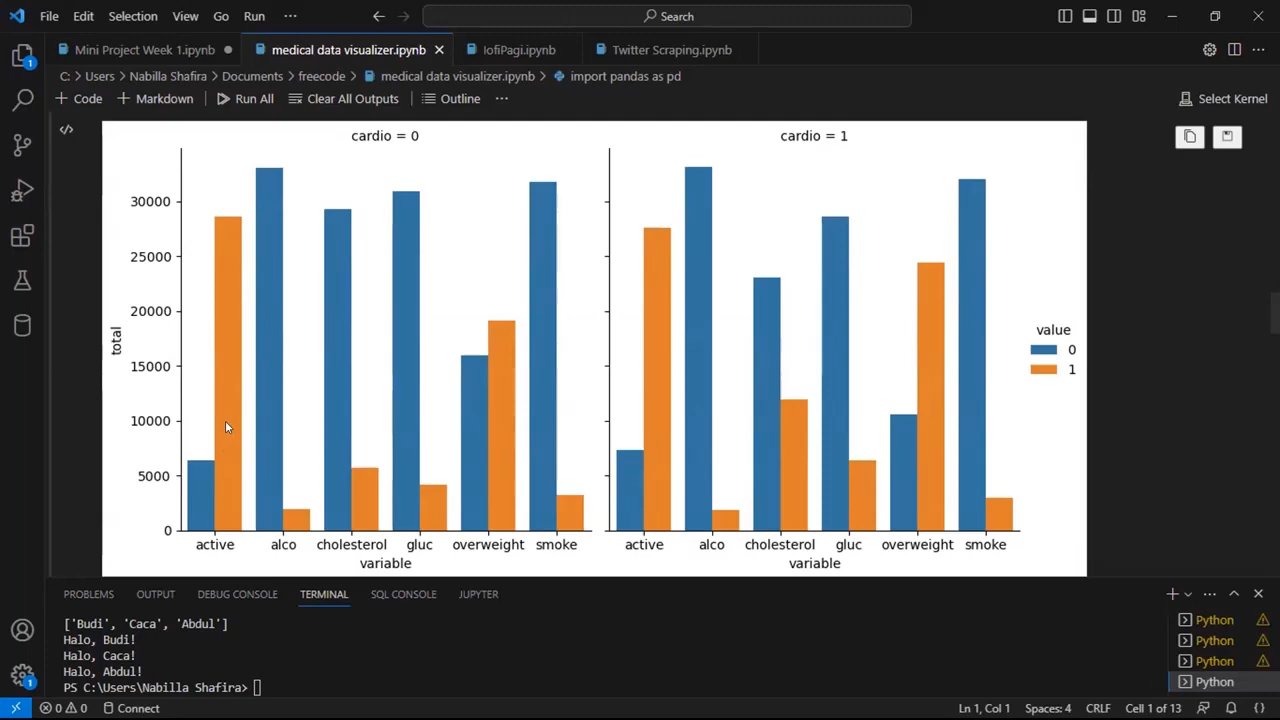 File Edit Selection View Go Run ··· Search
Mini Project Week 1.ipynb medical data visualizer.ipynb IofiPagi.ipynb Twitter Scraping.ipynb
C: > Users > Nabilla Shafira > Documents > freecode > medical data visualizer.ipynb > import pandas as pd
+ Code + Markdown Run All Clear All Outputs Outline ··· Select Kernel
1
cardio = 0 cardio = 1
30000
25000
20000
15000
10000
5000
0
total
active alco cholesterol gluc overweight smoke
variable
active alco cholesterol gluc overweight smoke
variable
value
0
1
PROBLEMS OUTPUT DEBUG CONSOLE TERMINAL SQL CONSOLE JUPYTER
['Budi', 'Caca', 'Abdul']
Halo, Budi!
Halo, Caca!
Halo, Abdul!
PS C:\Users\Nabilla Shafira>
Python
Python
Python
Python
1
0 0 Connect Ln 1, Col 1 Spaces: 4 CRLF Cell 1 of 13